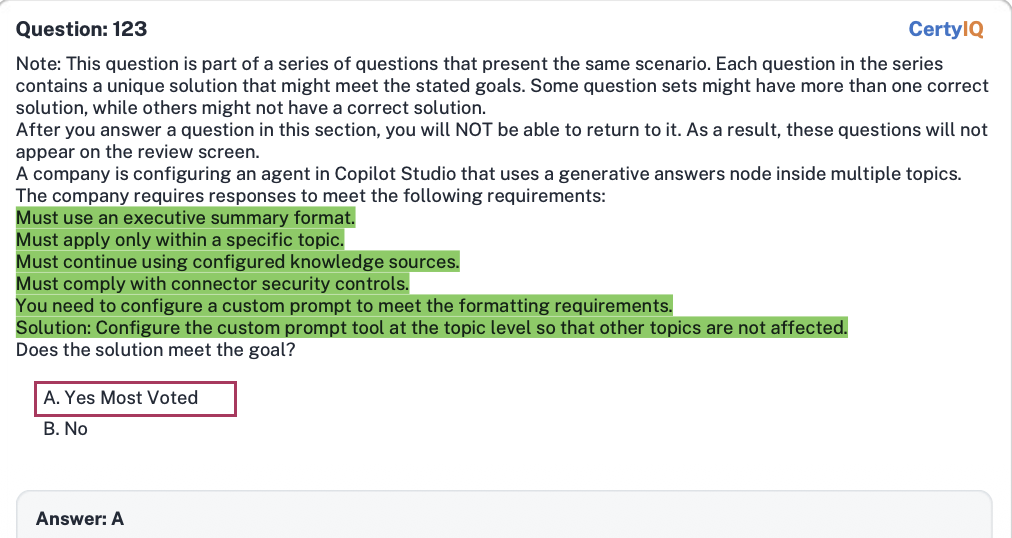 Question: 123
CertyIQ
Note: This question is part of a series of questions that present the same scenario. Each question in the series
contains a unique solution that might meet the stated goals. Some question sets might have more than one correct
solution, while others might not have a correct solution.
After you answer a question in this section, you will NOT be able to return to it. As a result, these questions will not
appear on the review screen.
A company is configuring an agent in Copilot Studio that uses a generative answers node inside multiple topics.
The company requires responses to meet the following requirements:
Must use an executive summary format.
Must apply only within a specific topic.
Must continue using configured knowledge sources.
Must comply with connector security controls.
You need to configure a custom prompt to meet the formatting requirements.
Solution: Configure the custom prompt tool at the topic level so that other topics are not affected.
Does the solution meet the goal?
A. Yes Most Voted
B. No
Answer: A